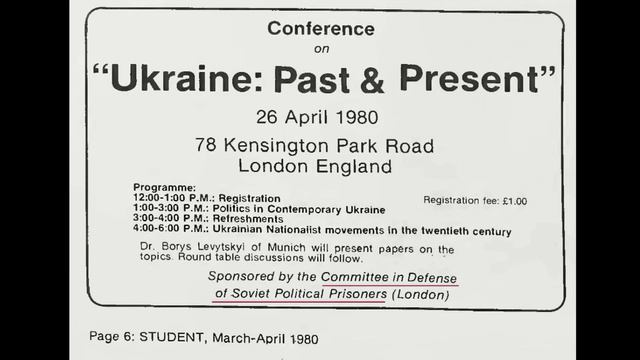 Conference
on
“Ukraine: Past & Present”
26 April 1980
78 Kensington Park Road
London England
Programme:
12:00-1:00 P.M.: Registration
Registration fee: £1.00
1:00-3:00 P.M.: Politics in Contemporary Ukraine
3:00-4:00 P.M.: Refreshments
4:00-6:00 P.M.: Ukrainian Nationalist movements in the twentieth century
Dr. Borys Levytskyi of Munich will present papers on the
topics. Round table discussions will follow.
Sponsored by the Committee in Defense
of Soviet Political Prisoners (London)
Page 6: STUDENT, March-April 1980